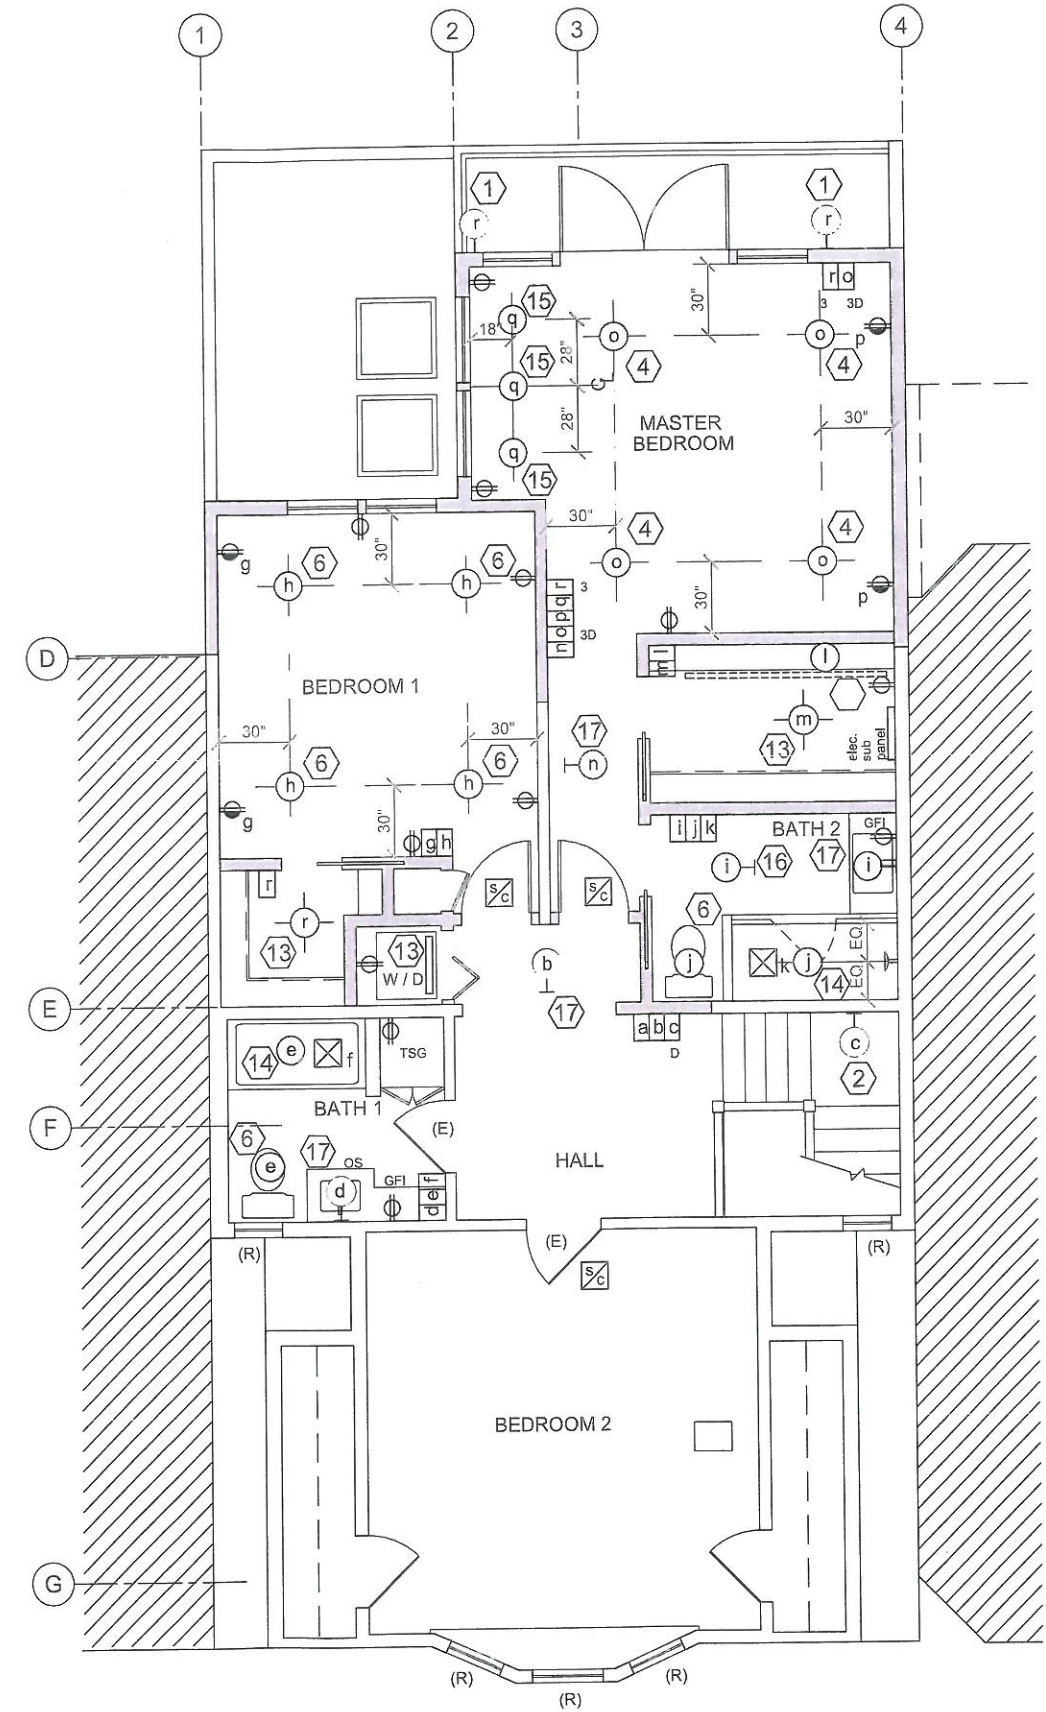 1
2
3
4
1
1
r
r
r o
3 3D
15
q
18"
30"
4
o
o
4
p
28"
15
q
G
MASTER
BEDROOM
30"
28"
q
15
30"
4
4
o
o
30"
p
g
30"
6
6
h
h
r
q
p
o
n
3
3D
D
BEDROOM 1
l
m
l
m
13
elec.
sub
panel
30"
30"
17
n
6
6
h
h
g
30"
g h
i j k
BATH 2
GFI
i
16
17
i
S/C
S/C
r
r
13
13
W / D
6
j
k
j
14
EQ.
EQ.
b
17
E
a b c
D
c
2
14
e
f
TSG
BATH 1
F
(E)
6
e
17
OS
d
GFI
f
e
d
HALL
(R)
(E)
S/C
(R)
BEDROOM 2
G
(R)
(R)
(R)